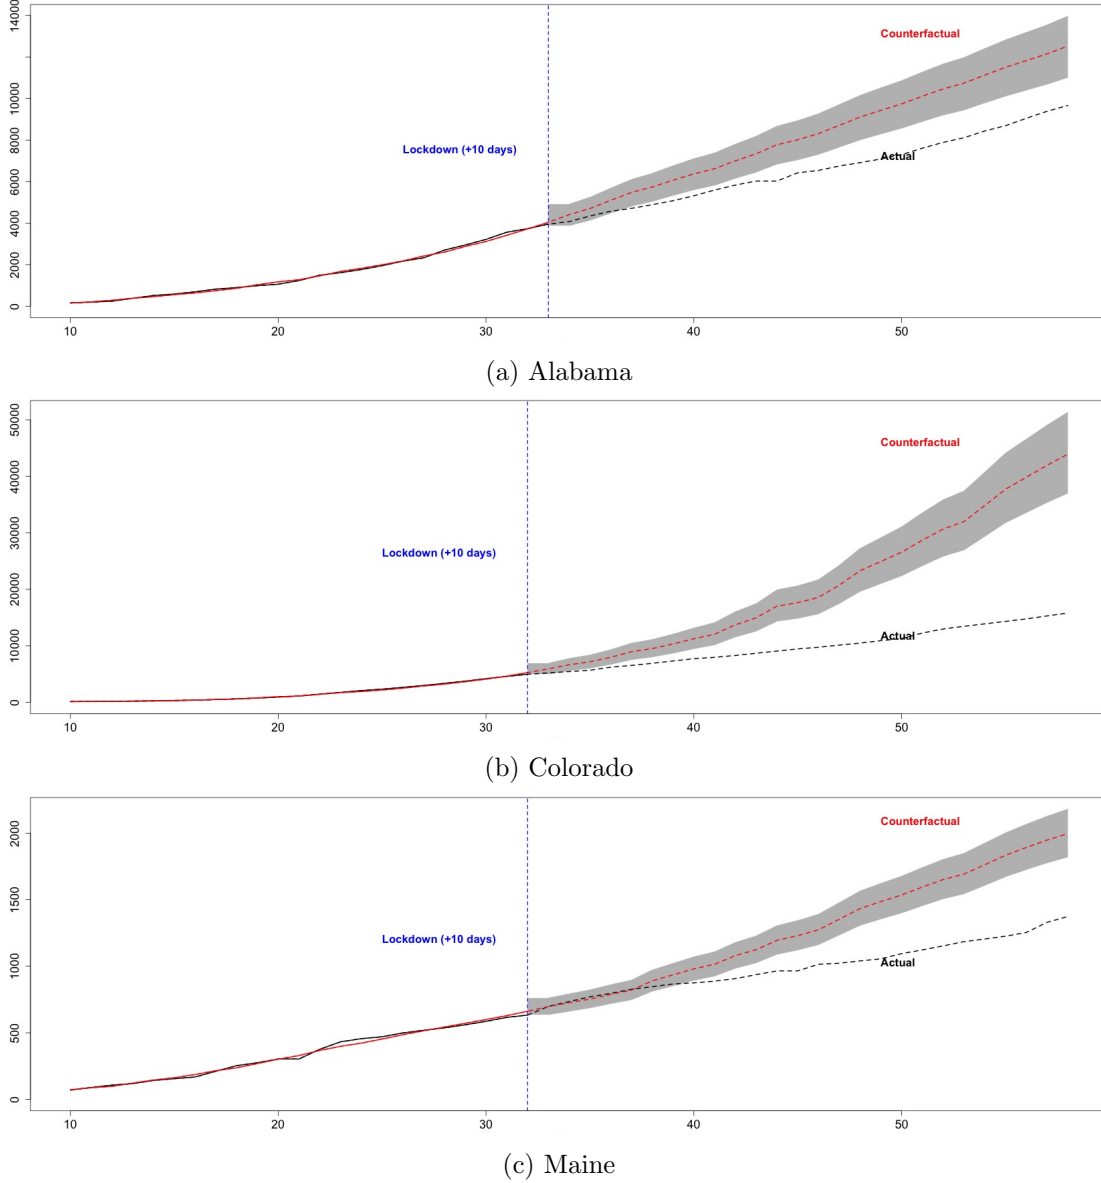 14000
Counterfactual
10000
Lockdown (+10 days)
8000
Actual
6000
4000
2000
0
10 20 30 40 50
(a) Alabama
50000
Counterfactual
40000
30000
Lockdown (+10 days)
20000
Actual
10000
0
10 20 30 40 50
(b) Colorado
2000
Counterfactual
1500
Lockdown (+10 days)
1000
Actual
500
0
10 20 30 40 50
(c) Maine